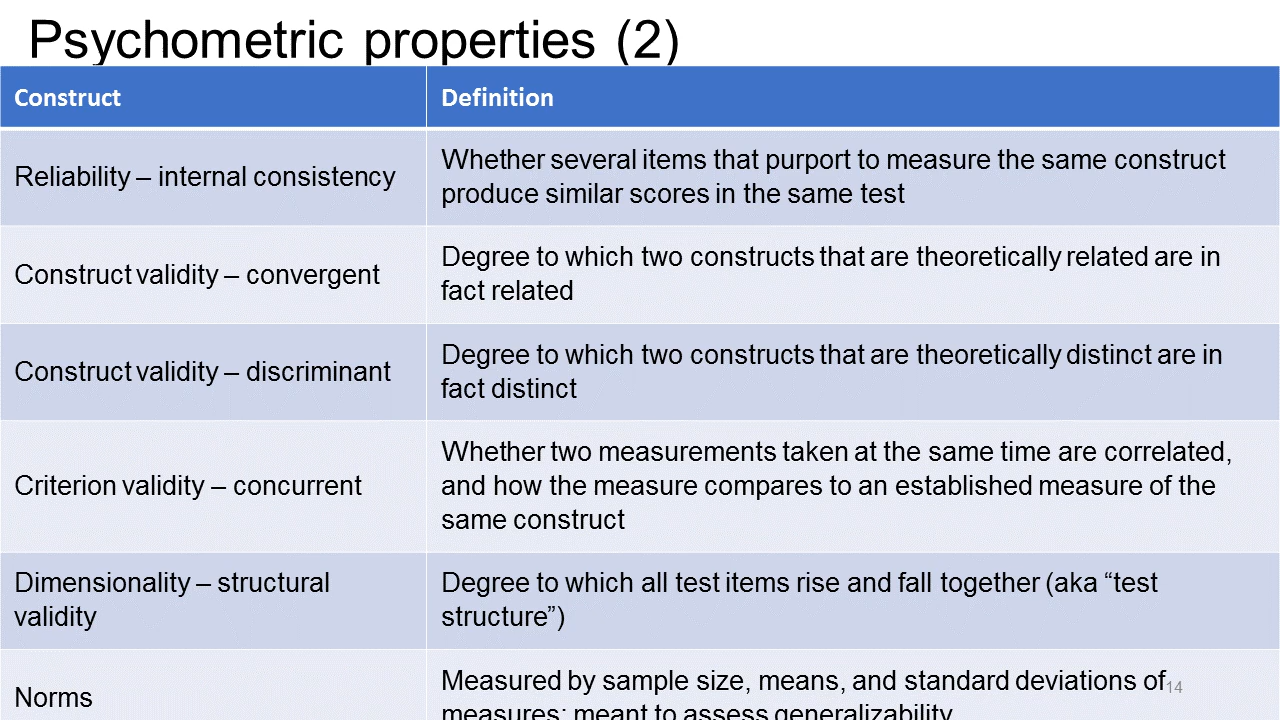 Psychometric properties (2)
Construct
Definition
Reliability – internal consistency
Whether several items that purport to measure the same construct
produce similar scores in the same test
Construct validity – convergent
Degree to which two constructs that are theoretically related are in
fact related
Construct validity – discriminant
Degree to which two constructs that are theoretically distinct are in
fact distinct
Criterion validity – concurrent
Whether two measurements taken at the same time are correlated,
and how the measure compares to an established measure of the
same construct
Dimensionality – structural
validity
Degree to which all test items rise and fall together (aka “test
structure”)
Norms
Measured by sample size, means, and standard deviations of
measures; meant to assess generalizability
14